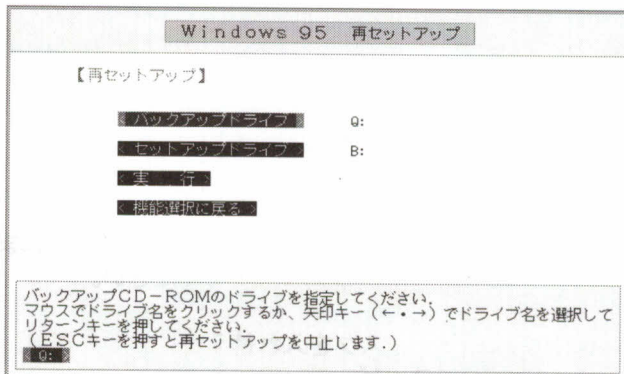 Windows 95 再セットアップ
【再セットアップ】
< バックアップドライブ > Q:
< セットアップドライブ > B:
< 実 行 >
< 機能選択に戻る >
バックアップCD-ROMのドライブを指定してください.
マウスでドライブ名をクリックするか、矢印キー(←・→)でドライブ名を選択して
リターンキーを押してください.
(ESCキーを押すと再セットアップを中止します.)
< Q: >